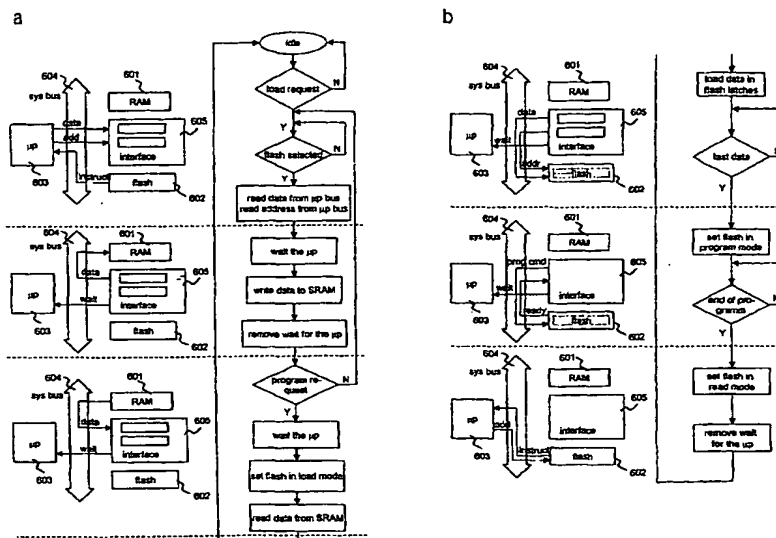 a
604
sys bus
601
RAM
605
data
add
µp
interface
603
instruct
flash
602
604
sys bus
601
RAM
605
data
µp
wait
interface
603
flash
602
604
sys bus
601
RAM
605
data
µp
wait
interface
603
flash
602
idle
load request
N
Y
flash selected
N
Y
read data from µp bus
read address from µp bus
wait the µp
write data to SRAM
remove wait for the µp
program re-
quest
N
Y
wait the µp
set flash in load mode
read data from SRAM
b
604
sys bus
601
RAM
605
data
µp
wait
interface
603
addr
flash
602
604
sys bus
601
RAM
prog cmd
605
µp
wait
interface
603
ready
flash
602
604
sys bus
601
RAM
605
µp
add
interface
603
instruct
flash
602
load data in
flash latches
last data
Y
set flash in
program mode
end of pro-
gramds
N
Y
set flash in
read mode
remove wait
for the µp